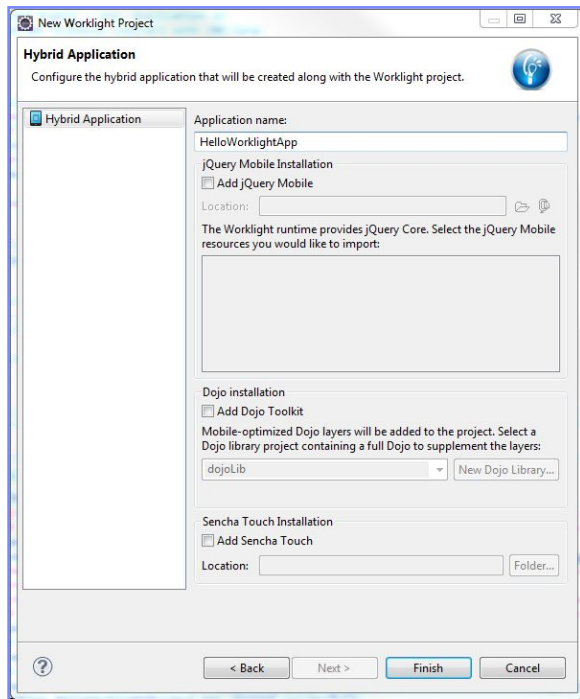 New Worklight Project
Hybrid Application
Configure the hybrid application that will be created along with the Worklight project.
Hybrid Application
Application name:
HelloWorklightApp
jQuery Mobile Installation
Add jQuery Mobile
Location:
The Worklight runtime provides jQuery Core. Select the jQuery Mobile
resources you would like to import:
Dojo installation
Add Dojo Toolkit
Mobile-optimized Dojo layers will be added to the project. Select a
Dojo library project containing a full Dojo to supplement the layers:
dojoLib
New Dojo Library...
Sencha Touch Installation
Add Sencha Touch
Location:
Folder...
?
< Back
Next >
Finish
Cancel